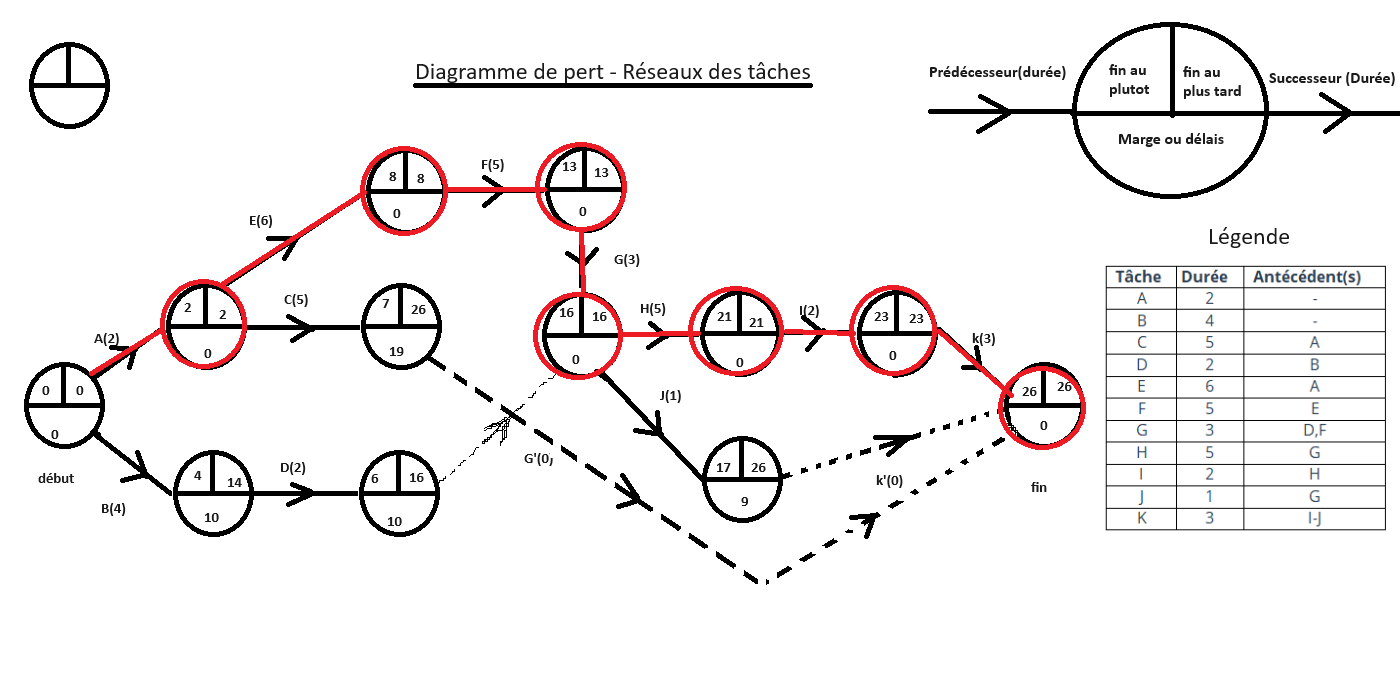 Diagramme de pert - Réseaux des tâches
Prédécesseur(durée)
fin au
plutot
fin au
plus tard
Successeur (Durée)
Marge ou délais
8 8
0
F(5)
13 13
0
E(6)
G(3)
Légende
Tâche Durée Antécédent(s)
A 2 -
B 4 -
C 5 A
D 2 B
E 6 A
F 5 E
G 3 D,F
H 5 G
I 2 H
J 1 G
K 3 I-J
A(2)
2 2
0
C(5)
7 26
19
16 16
0
H(5)
21 21
0
I(2)
23 23
0
k(3)
0 0
0
début
J(1)
26 26
0
fin
B(4)
4 14
10
D(2)
6 16
10
G'(0)
17 26
9
k'(0)